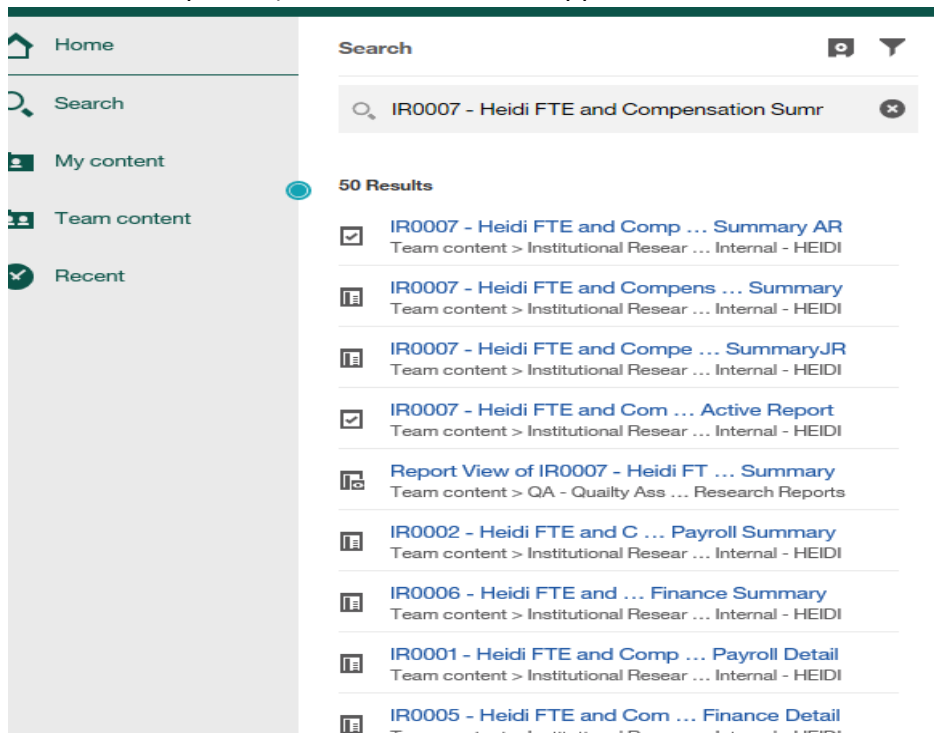 Home
Search
My content
Team content
Recent
Search
IR0007 - Heidi FTE and Compensation Sumr
50 Results
IR0007 - Heidi FTE and Comp ... Summary AR
Team content > Institutional Resear ... Internal - HEIDI
IR0007 - Heidi FTE and Compens ... Summary
Team content > Institutional Resear ... Internal - HEIDI
IR0007 - Heidi FTE and Compe ... SummaryJR
Team content > Institutional Resear ... Internal - HEIDI
IR0007 - Heidi FTE and Com ... Active Report
Team content > Institutional Resear ... Internal - HEIDI
Report View of IR0007 - Heidi FT ... Summary
Team content > QA - Quailty Ass ... Research Reports
IR0002 - Heidi FTE and C ... Payroll Summary
Team content > Institutional Resear ... Internal - HEIDI
IR0006 - Heidi FTE and ... Finance Summary
Team content > Institutional Resear ... Internal - HEIDI
IR0001 - Heidi FTE and Comp ... Payroll Detail
Team content > Institutional Resear ... Internal - HEIDI
IR0005 - Heidi FTE and Com ... Finance Detail